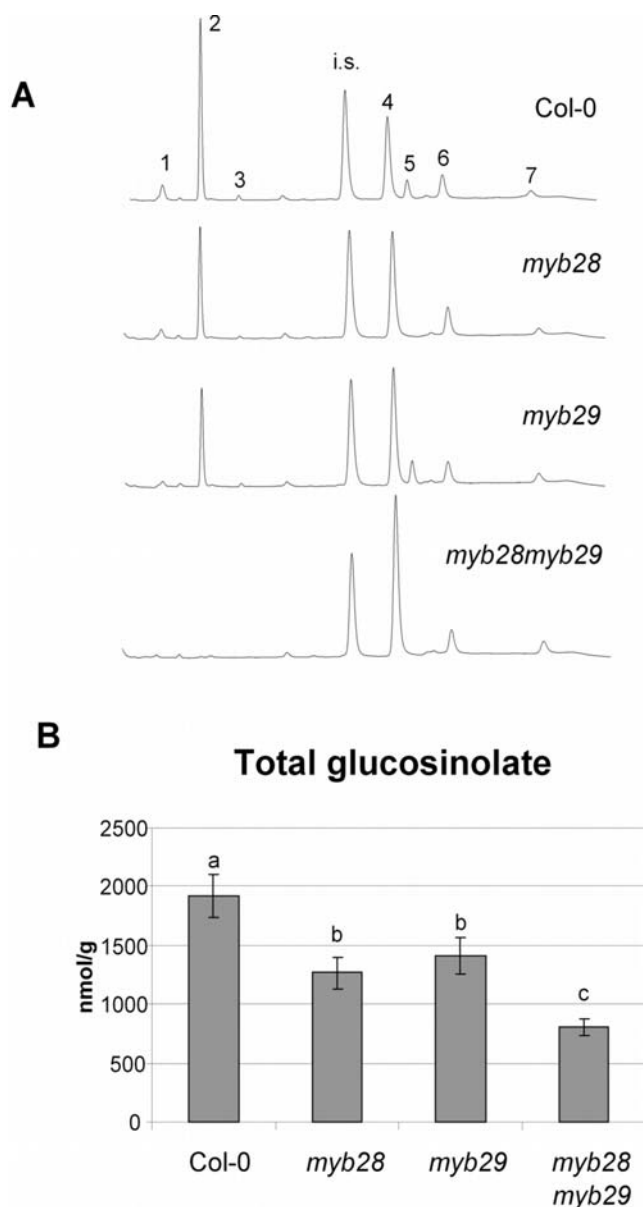 A
1
2
3
i.s.
4
5
6
7
Col-0
myb28
myb29
myb28myb29
B
Total glucosinolate
nmol/g
2500
2000
1500
1000
500
0
a
b
b
c
Col-0
myb28
myb29
myb28
myb29